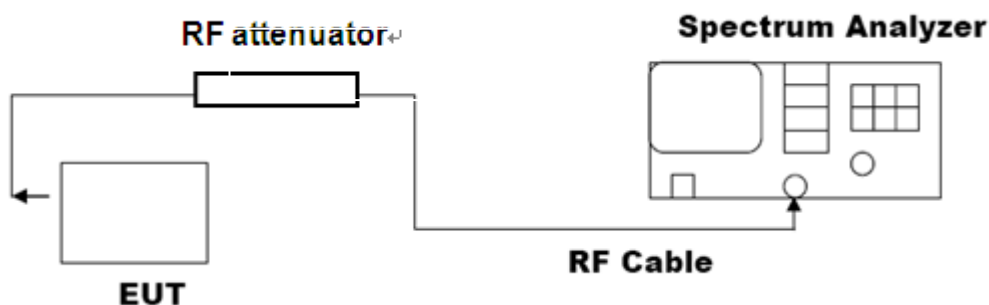 RF attenuator↵
Spectrum Analyzer
RF Cable
EUT